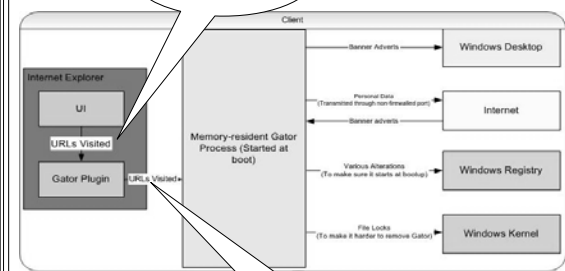 Client
Internet Explorer
UI
URLs Visited
Gator Plugin
URLs Visited
Memory-resident Gator
Process (Started at
boot)
Banner Adverts
Windows Desktop
Personal Data
(Transmitted through non-firewalled port)
Banner adverts
Internet
Various Alterations
(To make sure it starts at bootup)
Windows Registry
File Locks
(To make it harder to remove Gator)
Windows Kernel